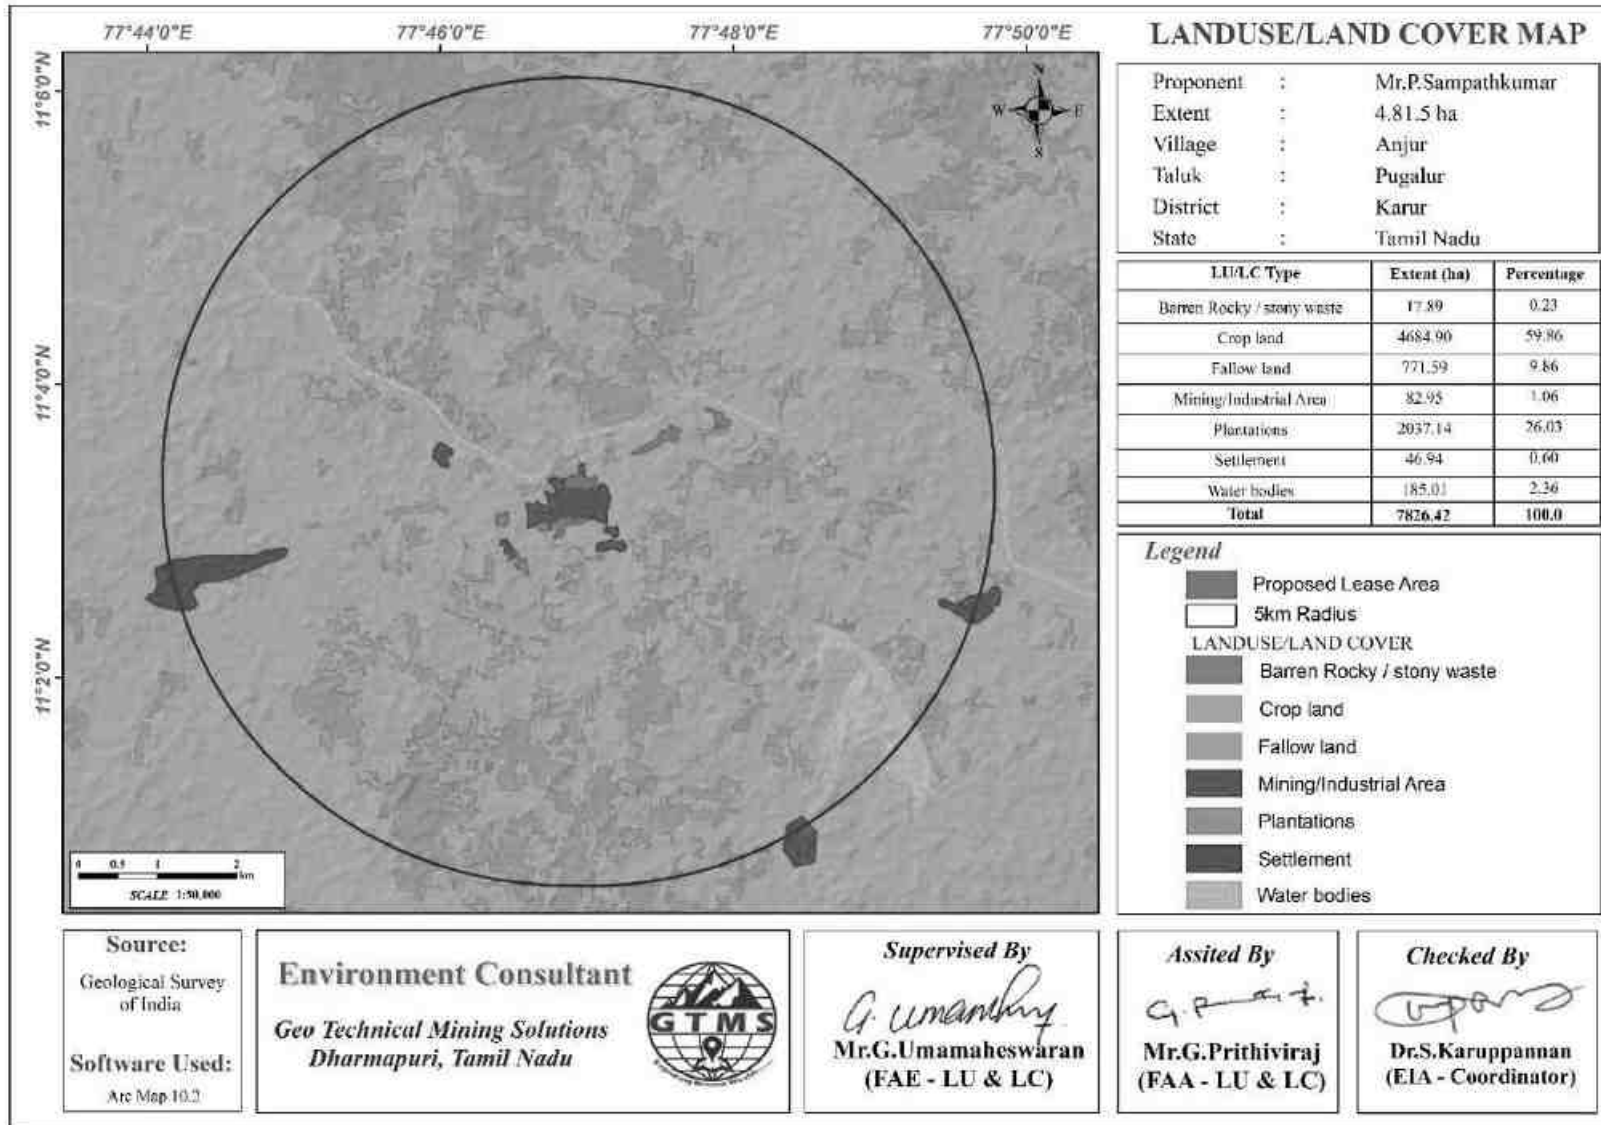 77°44'0"E 77°46'0"E 77°48'0"E 77°50'0"E
11°6'0"N
11°4'0"N
11°2'0"N
N
W E
S
0 0.5 1 2
km
SCALE 1:50,000
LANDUSE/LAND COVER MAP
Proponent : Mr.P.Sampathkumar
Extent : 4.81.5 ha
Village : Anjur
Taluk : Pugalur
District : Karur
State : Tamil Nadu
LU/LC Type Extent (ha) Percentage
Barren Rocky / stony waste 17.89 0.23
Crop land 4684.90 59.86
Fallow land 771.59 9.86
Mining/Industrial Area 82.95 1.06
Plantations 2037.14 26.03
Settlement 46.94 0.60
Water bodies 185.01 2.36
Total 7826.42 100.0
Legend
Proposed Lease Area
5km Radius
LANDUSE/LAND COVER
Barren Rocky / stony waste
Crop land
Fallow land
Mining/Industrial Area
Plantations
Settlement
Water bodies
Source:
Geological Survey
of India
Software Used:
Arc Map 10.2
Environment Consultant
Geo Technical Mining Solutions
Dharmapuri, Tamil Nadu
GTMS
Supervised By
G. Umamhwy
Mr.G.Umamaheswaran
(FAE - LU & LC)
Assited By
Mr.G.Prithiviraj
(FAA - LU & LC)
Checked By
Dr.S.Karuppannan
(EIA - Coordinator)